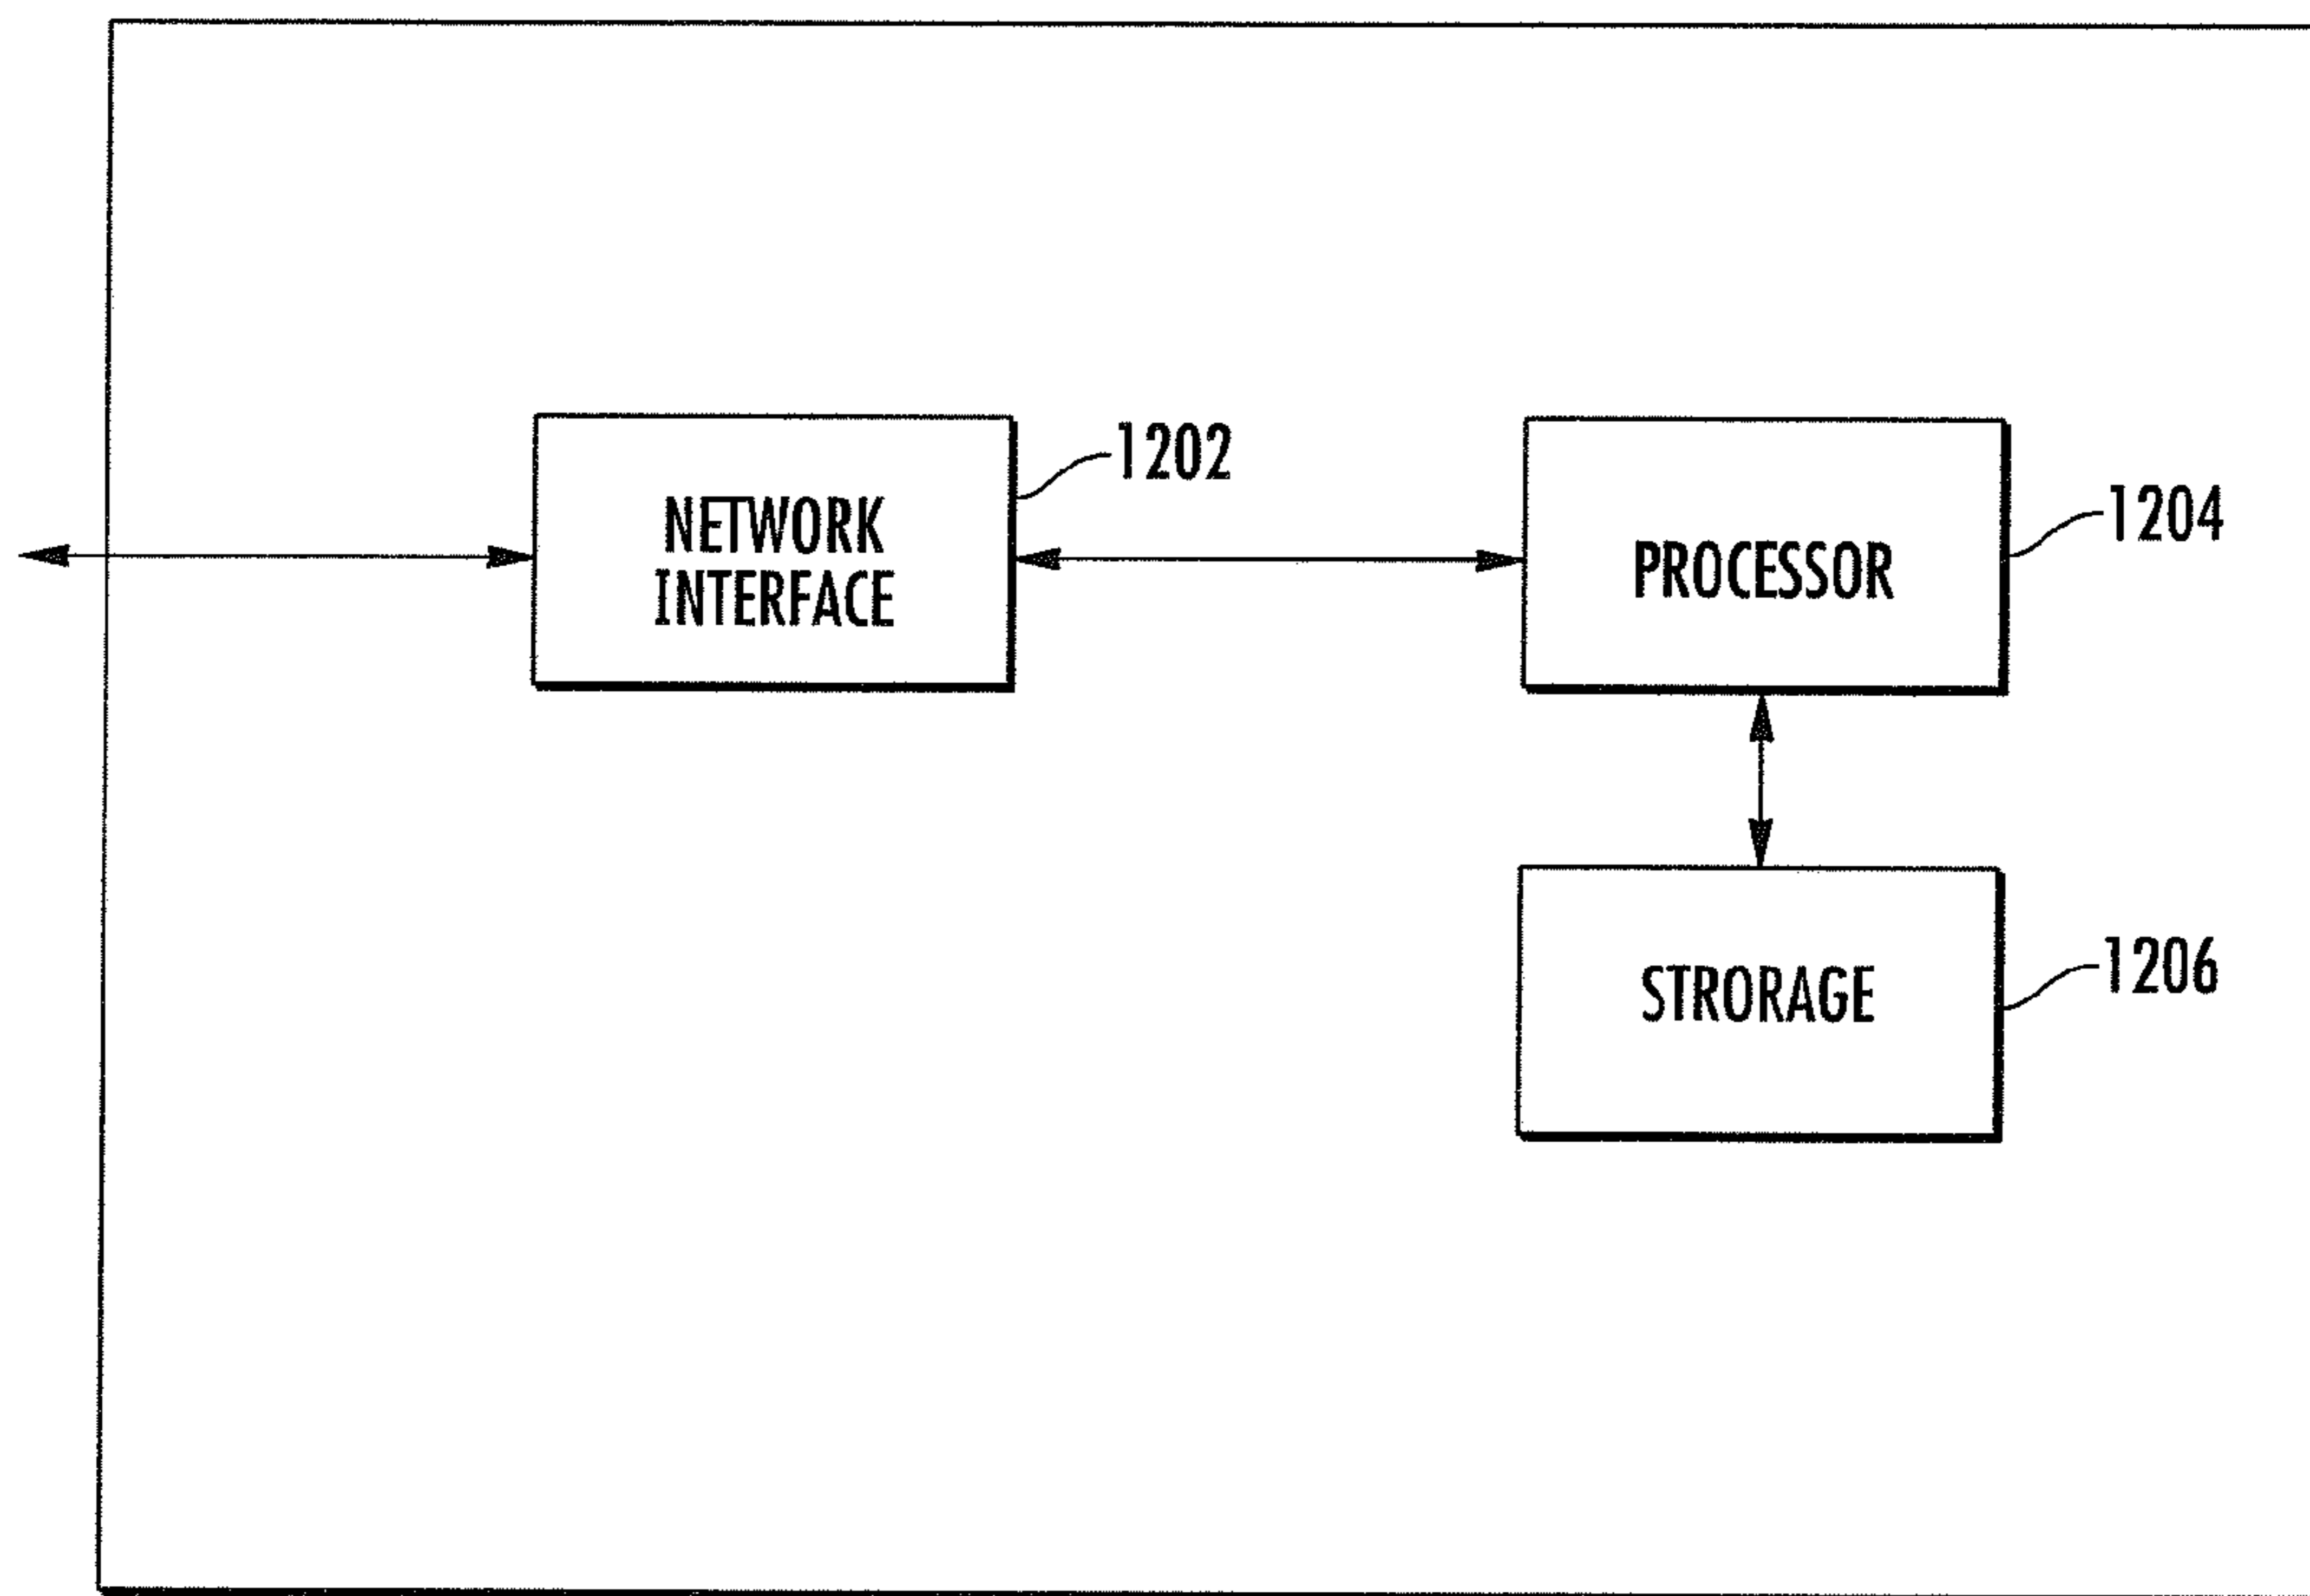 NETWORK
INTERFACE
1202
PROCESSOR
1204
STRORAGE
1206